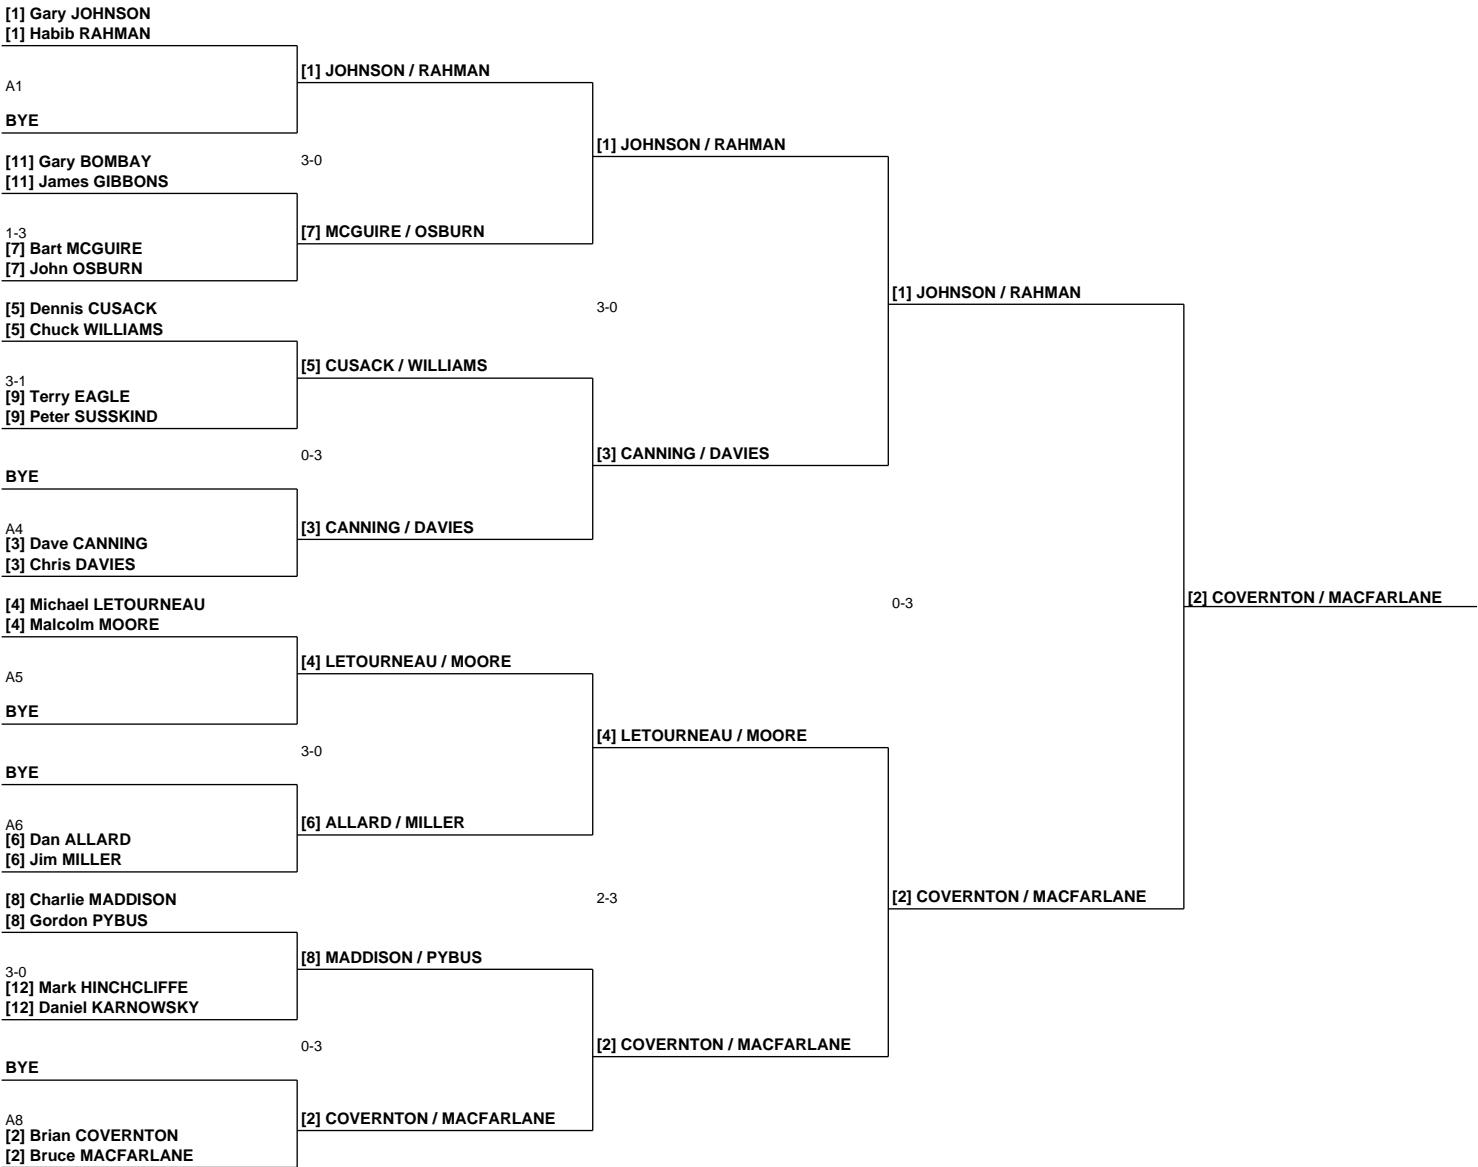 [1] Gary JOHNSON
[1] Habib RAHMAN
[1] JOHNSON / RAHMAN
A1
BYE
[1] JOHNSON / RAHMAN
[11] Gary BOMBAY
3-0
[11] James GIBBONS
1-3
[7] MCGUIRE / OSBURN
[7] Bart MCGUIRE
[7] John OSBURN
[1] JOHNSON / RAHMAN
[5] Dennis CUSACK
3-0
[5] Chuck WILLIAMS
[5] CUSACK / WILLIAMS
3-1
[9] Terry EAGLE
[9] Peter SUSSKIND
0-3
[3] CANNING / DAVIES
BYE
A4
[3] CANNING / DAVIES
[3] Dave CANNING
[3] Chris DAVIES
[2] COVERNTON / MACFARLANE
[4] Michael LETOURNEAU
0-3
[4] Malcolm MOORE
[4] LETOURNEAU / MOORE
A5
BYE
[4] LETOURNEAU / MOORE
3-0
BYE
A6
[6] ALLARD / MILLER
[6] Dan ALLARD
[6] Jim MILLER
[8] Charlie MADDISON
2-3
[2] COVERNTON / MACFARLANE
[8] Gordon PYBUS
[8] MADDISON / PYBUS
3-0
[12] Mark HINCHCLIFFE
[12] Daniel KARNOWSKY
0-3
[2] COVERNTON / MACFARLANE
BYE
A8
[2] COVERNTON / MACFARLANE
[2] Brian COVERNTON
[2] Bruce MACFARLANE